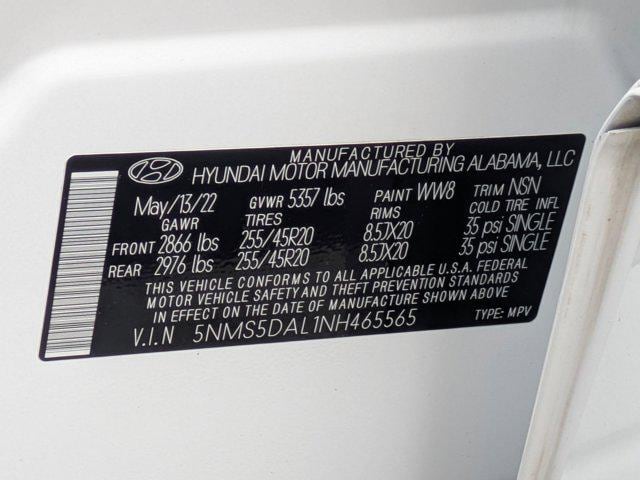 MANUFACTURED BY
HYUNDAI MOTOR MANUFACTURING ALABAMA, LLC
May/13/22 GVWR 5357 lbs PAINT WW8 TRIM NSN
GAWR TIRES RIMS COLD TIRE INFL
FRONT 2866 lbs 255/45R20 8.5JX20 35 psi SINGLE
REAR 2976 lbs 255/45R20 8.5JX20 35 psi SINGLE
THIS VEHICLE CONFORMS TO ALL APPLICABLE U.S.A. FEDERAL
MOTOR VEHICLE SAFETY AND THEFT PREVENTION STANDARDS
IN EFFECT ON THE DATE OF MANUFACTURE SHOWN ABOVE
V.I.N 5NMS5DAL1NH465565 TYPE: MPV